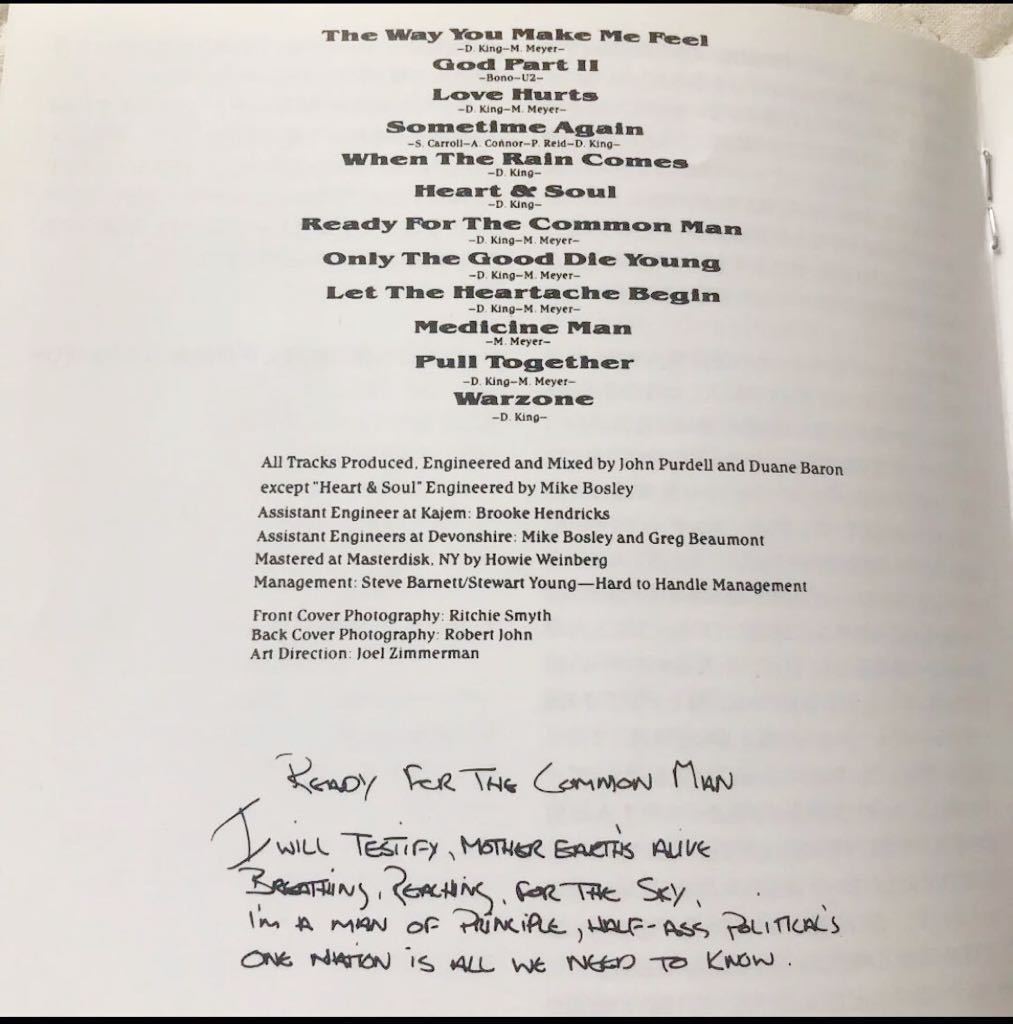 The Way You Make Me Feel
–D. King–M. Meyer–
God Part II
–Bono–U2–
Love Hurts
–D. King–M. Meyer–
Sometime Again
–S. Carroll–A. Connor–P. Reid–D. King–
When The Rain Comes
–D. King–
Heart & Soul
–D. King–
Ready For The Common Man
–D. King–M. Meyer–
Only The Good Die Young
–D. King–M. Meyer–
Let The Heartache Begin
–D. King–M. Meyer–
Medicine Man
–M. Meyer–
Pull Together
–D. King–M. Meyer–
Warzone
–D. King–
All Tracks Produced, Engineered and Mixed by John Purdell and Duane Baron
except "Heart & Soul" Engineered by Mike Bosley
Assistant Engineer at Kajem: Brooke Hendricks
Assistant Engineers at Devonshire: Mike Bosley and Greg Beaumont
Mastered at Masterdisk, NY by Howie Weinberg
Management: Steve Barnett/Stewart Young—Hard to Handle Management
Front Cover Photography: Ritchie Smyth
Back Cover Photography: Robert John
Art Direction: Joel Zimmerman
READY FOR THE COMMON MAN
I WILL TESTIFY, MOTHER EARTH'S ALIVE
BREATHING, REACHING, FOR THE SKY,
I'M A MAN OF PRINCIPLE, HALF-ASS POLITICAL'S
ONE NATION IS ALL WE NEED TO KNOW.